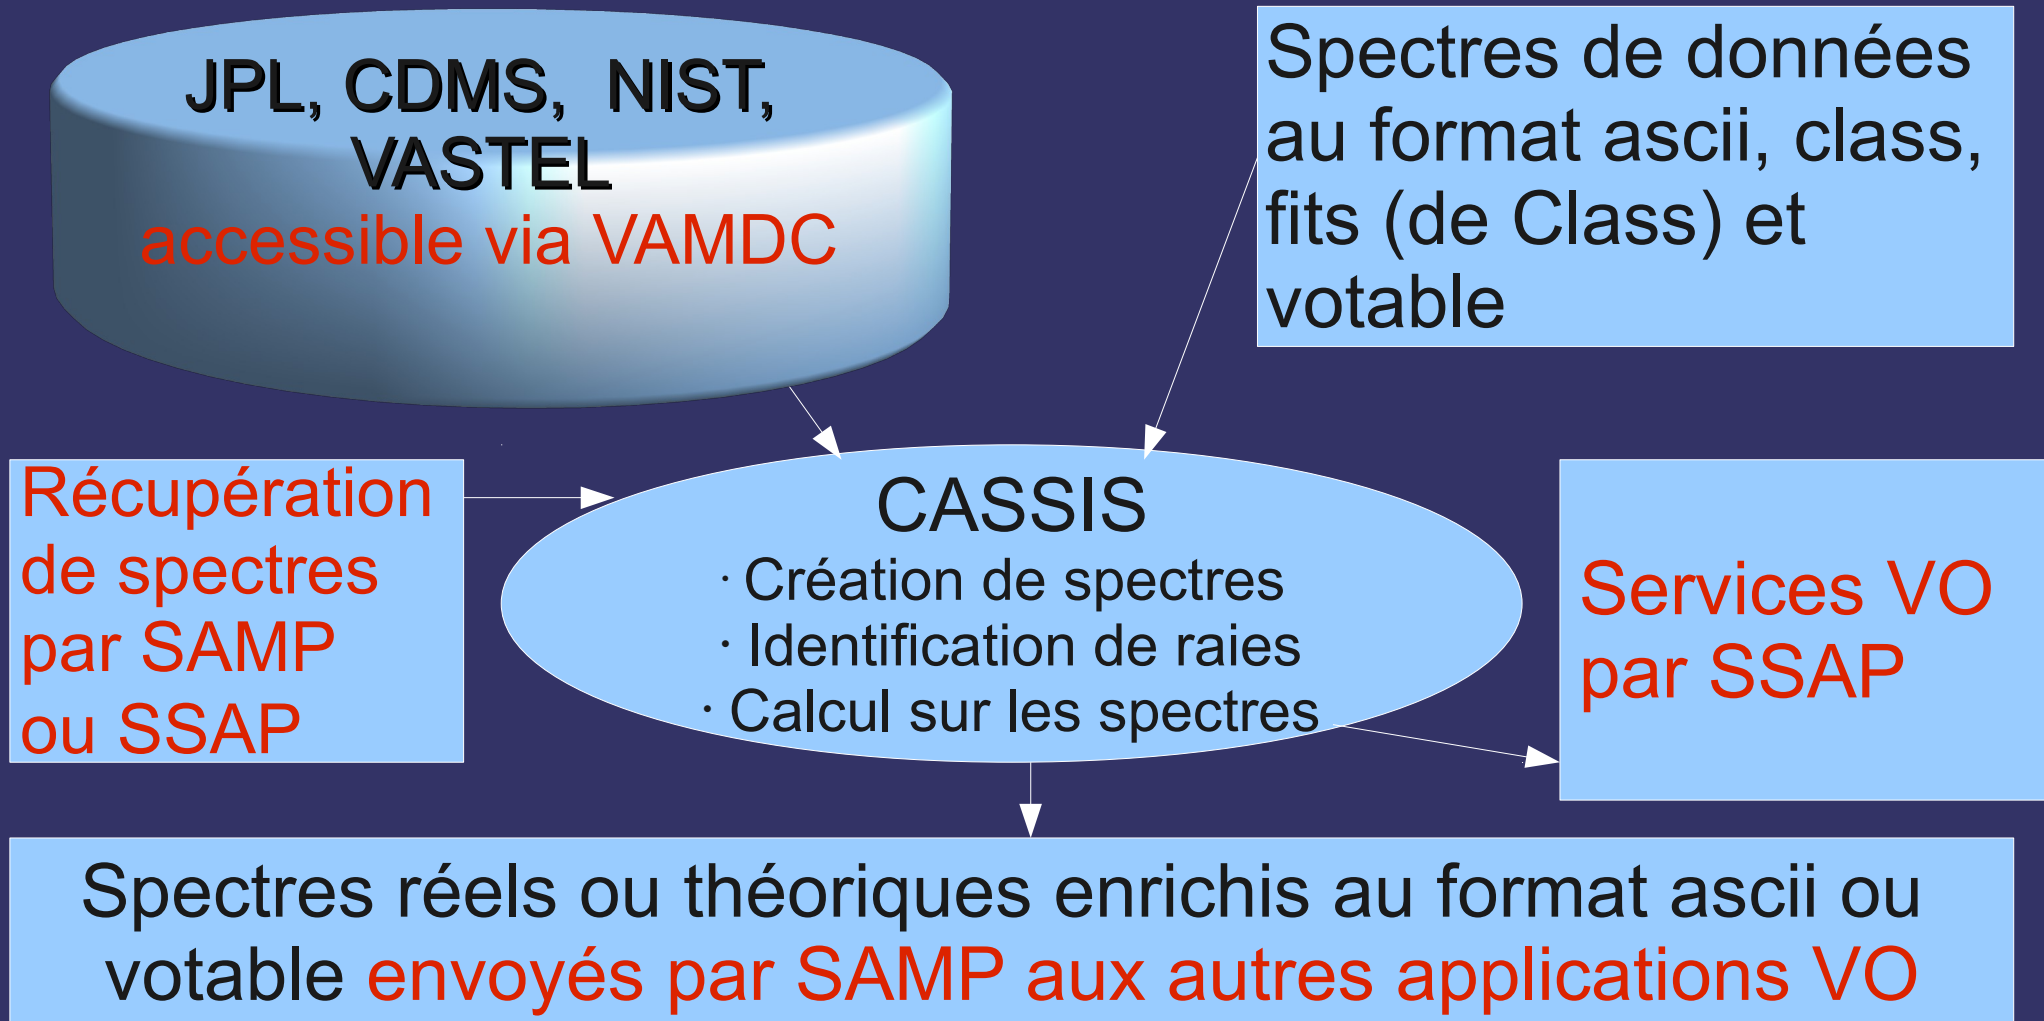 JPL, CDMS, NIST,
VASTEL
accessible via VAMDC
Spectres de données
au format ascii, class,
fits (de Class) et
votable
Récupération
de spectres
par SAMP
ou SSAP
CASSIS
· Création de spectres
· Identification de raies
· Calcul sur les spectres
Services VO
par SSAP
Spectres réels ou théoriques enrichis au format ascii ou
votable envoyés par SAMP aux autres applications VO